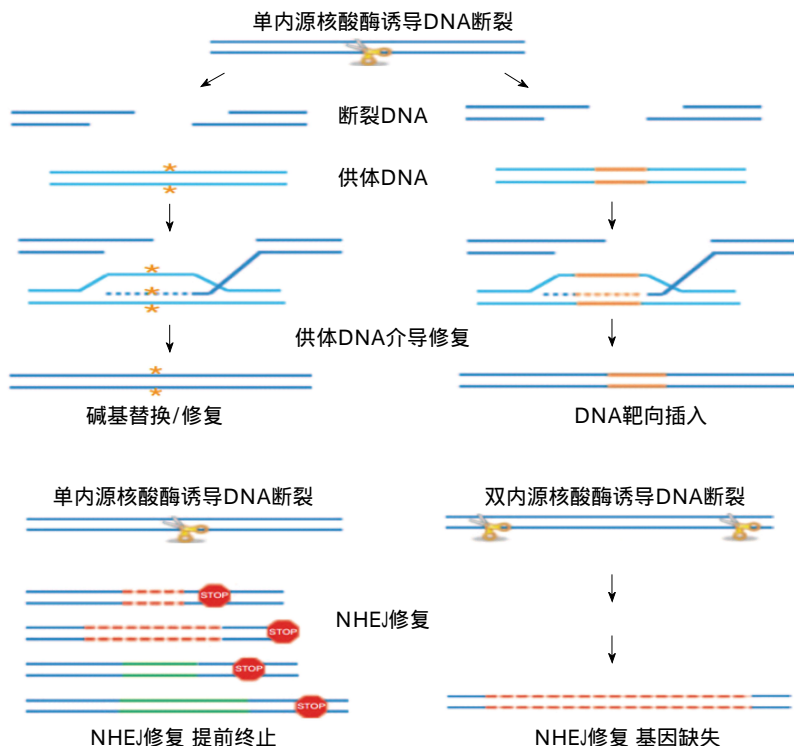 单内源核酸酶诱导DNA断裂
断裂DNA
供体DNA
供体DNA介导修复
碱基替换/修复
DNA靶向插入
单内源核酸酶诱导DNA断裂
双内源核酸酶诱导DNA断裂
STOP
NHEJ修复
STOP
STOP
STOP
NHEJ修复 提前终止
NHEJ修复 基因缺失